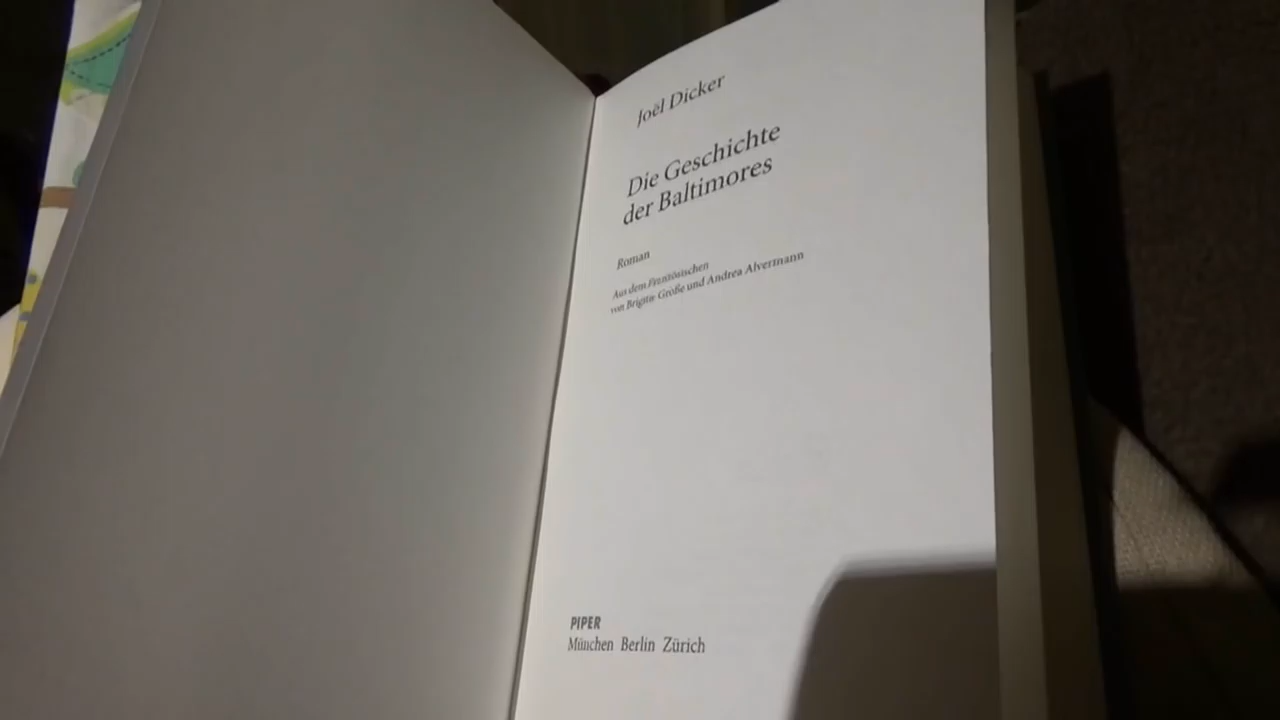 Joël Dicker
Die Geschichte
der Baltimores
Roman
Aus dem Französischen
von Brigitte Große und Andrea Alvermann
PIPER
München Berlin Zürich